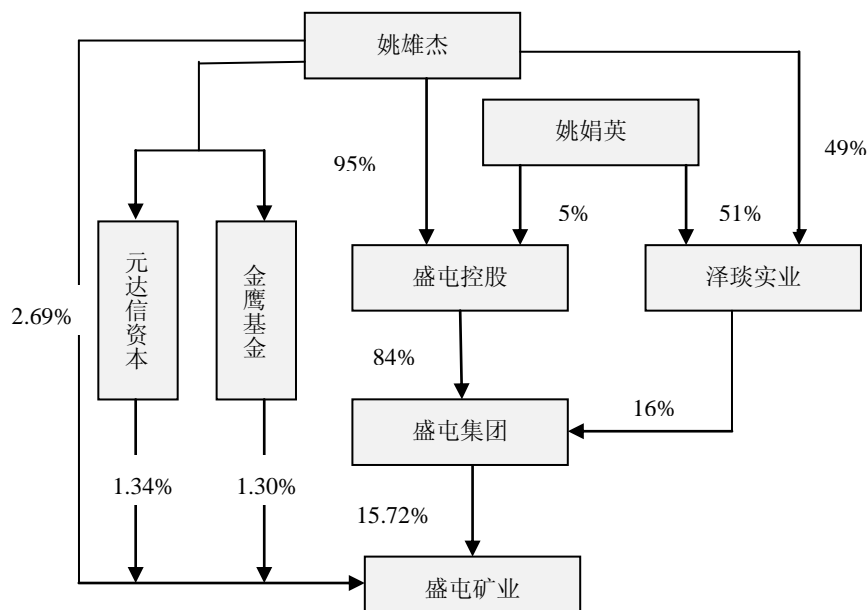 姚雄杰
姚娟英
95%
49%
5%
51%
元达信资本
金鹰基金
盛屯控股
泽琰实业
2.69%
84%
盛屯集团
16%
1.34%
1.30%
15.72%
盛屯矿业